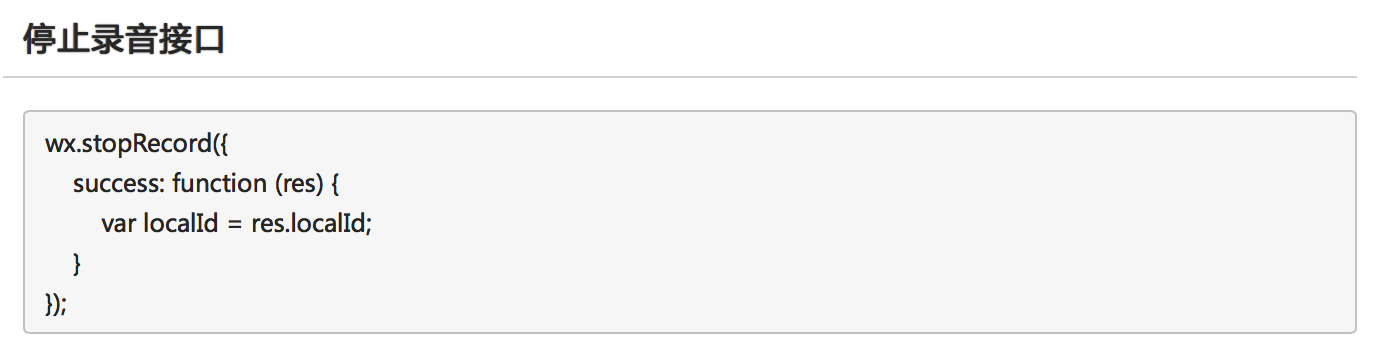 停止录音接口
wx.stopRecord({
    success: function (res) {
        var localId = res.localId;
    }
});